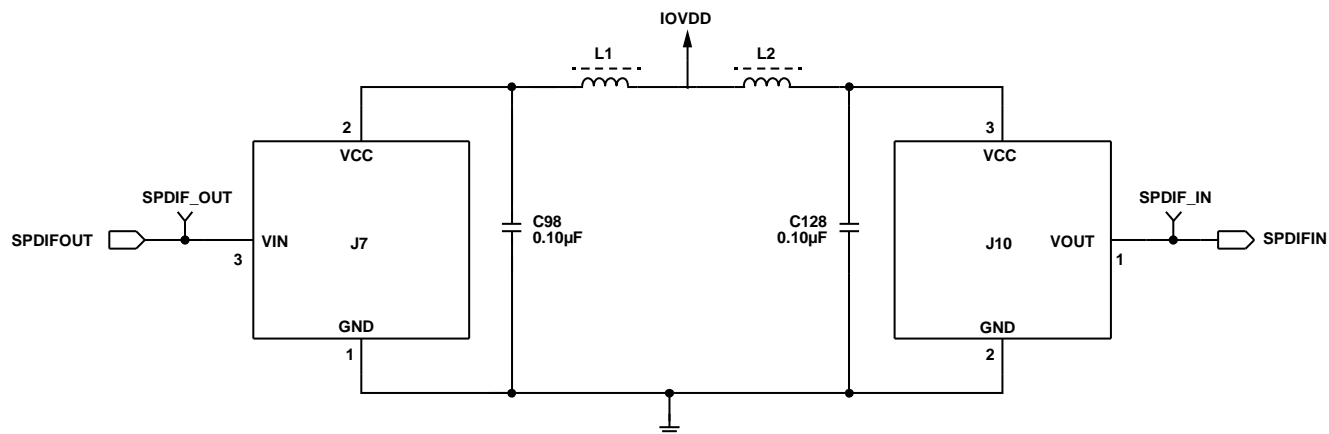 IOVDD
L1
L2
2
VCC
3
VCC
SPDIF_OUT
SPDIFOUT
VIN
3
J7
C98
0.10µF
C128
0.10µF
J10
VOUT
1
SPDIF_IN
SPDIFIN
GND
1
GND
2